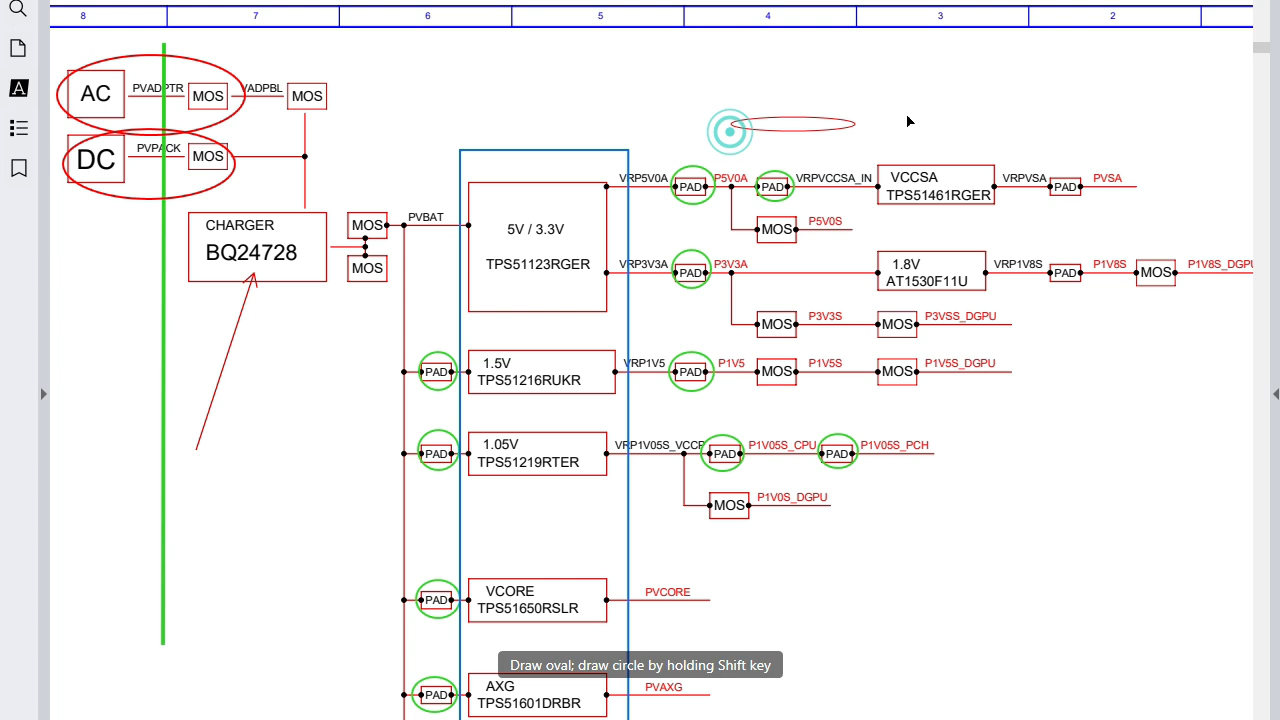 8 7 6 5 4 3 2
AC PVADPTR MOS VADPBL MOS
DC PVPACK MOS
CHARGER
BQ24728
MOS
MOS
PVBAT
5V / 3.3V
TPS51123RGER
VRP5V0A PAD P5V0A PAD VRPVCCSA_IN
VCCSA
TPS51461RGER
VRPVSA PAD PVSA
MOS P5V0S
VRP3V3A PAD P3V3A
1.8V
AT1530F11U
VRP1V8S PAD P1V8S MOS
MOS P3V3S MOS P3VSS_DGPU
PAD
1.5V
TPS51216RUKR
VRP1V5 PAD P1V5 MOS P1V5S MOS P1V5S_DGPU
PAD
1.05V
TPS51219RTER
PAD P1V05S_CPU PAD P1V05S_PCH
MOS P1V0S_DGPU
PAD
VCORE
TPS51650RSLR
PVCORE
Draw oval; draw circle by holding Shift key
PAD
AXG
TPS51601DRBR
PVAXG